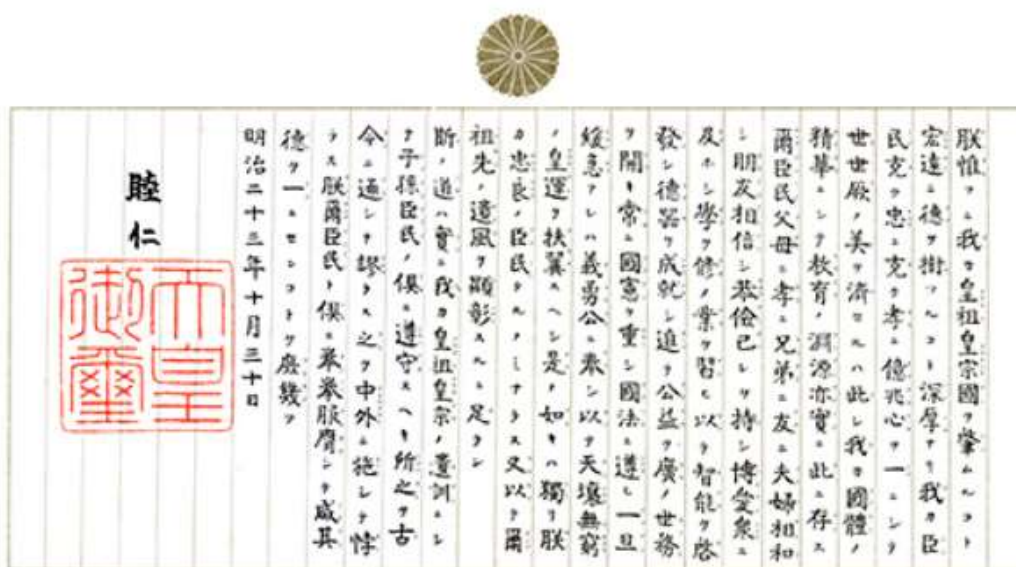 朕惟フニ我カ皇祖皇宗國ヲ肇ムルコト
宏遠ニ德ヲ樹ツルコト深厚ナリ我カ臣
民克ク忠ニ克ク孝ニ億兆心ヲ一ニシテ
世世厥ノ美ヲ濟セルハ此レ我カ國體ノ
精華ニシテ教育ノ淵源亦實ニ此ニ存ス
爾臣民父母ニ孝ニ兄弟ニ友ニ夫婦相和
シ朋友相信シ恭儉己レヲ持シ博愛衆ニ
及ホシ學ヲ修メ業ヲ習ヒ以テ智能ヲ啓
發シ德器ヲ成就シ進テ公益ヲ廣メ世務
ヲ開キ常ニ國憲ヲ重シ國法ニ遵ヒ一旦
緩急アレハ義勇公ニ奉シ以テ天壤無窮
ノ皇運ヲ扶翼スヘシ是ノ如キハ獨リ朕
カ忠良ノ臣民タルノミナラス又以テ爾
祖先ノ遺風ヲ顯彰スルニ足ラン
斯ノ道ハ實ニ我カ皇祖皇宗ノ遺訓ニシ
テ子孫臣民ノ俱ニ遵守スヘキ所之ヲ古
今ニ通シテ謬ラス之ヲ中外ニ施シテ悖
ラス朕爾臣民ト俱ニ拳拳服膺シテ咸其
德ヲ一ニセンコトヲ庶幾フ
明治二十三年十月三十日
睦仁
天皇
御璽